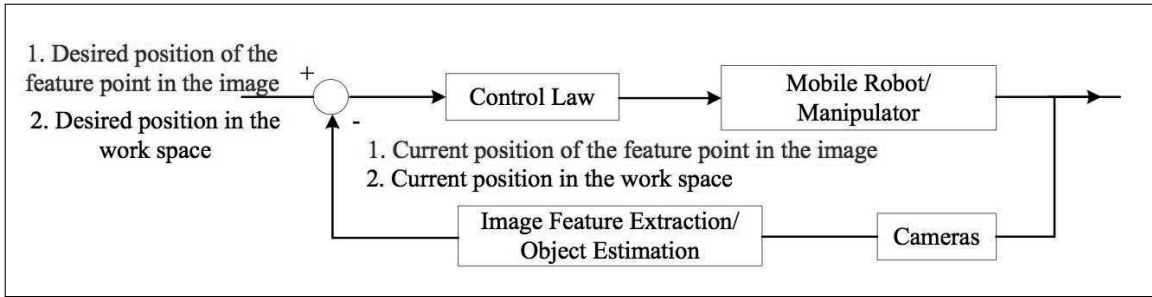 1. Desired position of the
feature point in the image
2. Desired position in the
work space
+
-
Control Law
Mobile Robot/
Manipulator
1. Current position of the feature point in the image
2. Current position in the work space
Image Feature Extraction/
Object Estimation
Cameras